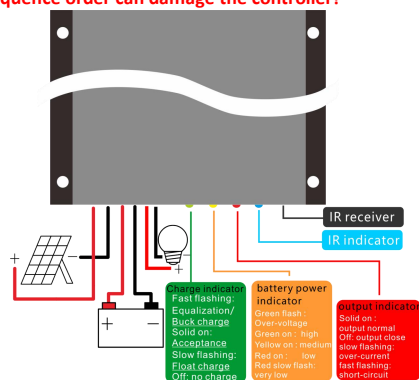 quence order can damage the controller!
IR receiver
IR indicator
+
-
-
+
+
-
Charge indicator
Fast flashing:
Equalization/
Buck charge
Solid on:
Acceptance
Slow flashing:
Float charge
Off: no charge
battery power
indicator
Green flash :
Over-voltage
Green on : high
Yellow on : medium
Red on : low
Red slow flash:
very low
output indicator
Solid on :
output normal
Off: output close
slow flashing:
over-current
fast flashing:
short-circuit